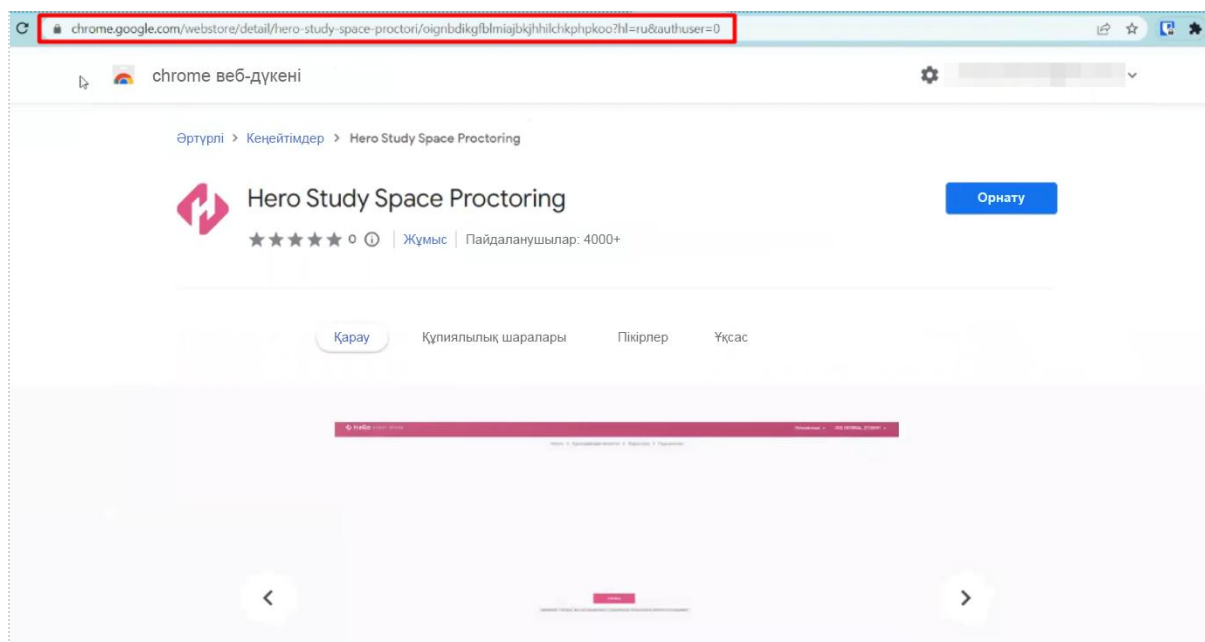 chrome.google.com/webstore/detail/hero-study-space-proctori/oignbdikgfblmiajbkjhhilchkphpkoo?hl=ru&authuser=0
chrome веб-дүкені
Әртүрлі > Кеңейтімдер > Hero Study Space Proctoring
Hero Study Space Proctoring
Орнату
0 Жұмыс Пайдаланушылар: 4000+
Қарау Құпиялылық шаралары Пікірлер Ұқсас